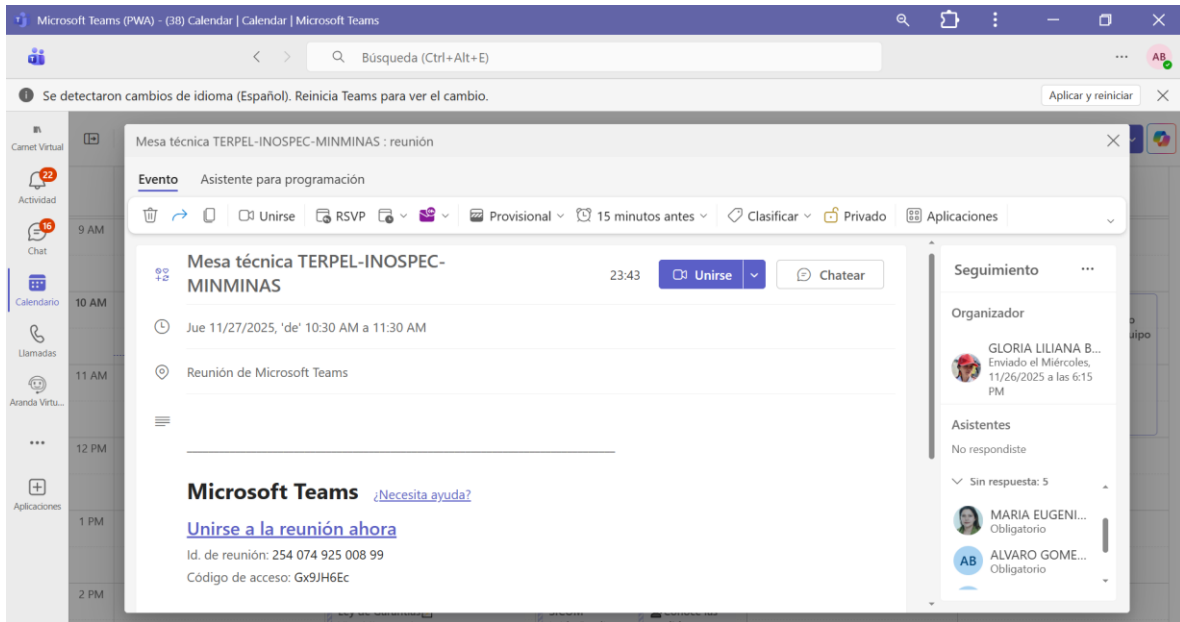 Microsoft Teams (PWA) - (38) Calendar | Calendar | Microsoft Teams
Búsqueda (Ctrl+Alt+E)
AB
Se detectaron cambios de idioma (Español). Reinicia Teams para ver el cambio.
Aplicar y reiniciar
Carnet Virtual
22
Actividad
16
Chat
Calendario
Llamadas
Aranda Virtu...
Aplicaciones
9 AM
10 AM
11 AM
12 PM
1 PM
2 PM
Mesa técnica TERPEL-INOSPEC-MINMINAS : reunión
Evento Asistente para programación
Unirse RSVP Provisional 15 minutos antes Clasificar Privado Aplicaciones
Mesa técnica TERPEL-INOSPEC-
MINMINAS
23:43 Unirse Chatear
Jue 11/27/2025, 'de' 10:30 AM a 11:30 AM
Reunión de Microsoft Teams
Microsoft Teams ¿Necesita ayuda?
Unirse a la reunión ahora
Id. de reunión: 254 074 925 008 99
Código de acceso: Gx9JH6Ec
Seguimiento
Organizador
GLORIA LILIANA B...
Enviado el Miércoles,
11/26/2025 a las 6:15
PM
Asistentes
No respondiste
Sin respuesta: 5
MARIA EUGENI...
Obligatorio
AB
ALVARO GOME...
Obligatorio